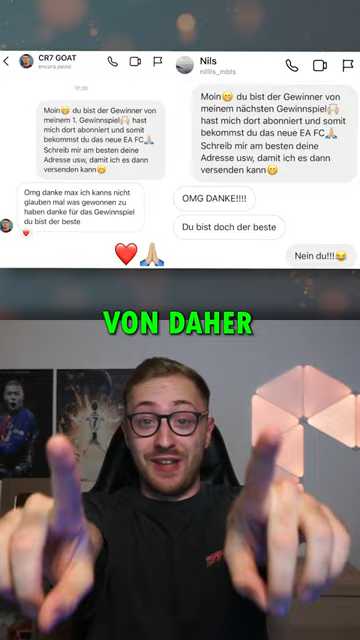 CR7 GOAT
encara.pessi
17:30
Moin🤗 du bist der Gewinner von
meinem 1. Gewinnspiel🙌🏻 hast
mich dort abonniert und somit
bekommst du das neue EA FC🙏🏼
Schreib mir am besten deine
Adresse usw, damit ich es dann
versenden kann🤗
Omg danke max ich kanns nicht
glauben mal was gewonnen zu
haben danke für das Gewinnspiel
du bist der beste
❤️
❤️🙏🏼
Nils
Moin🤗 du bist der Gewinner von
meinem nächsten Gewinnspiel🙌🏻
hast mich dort abonniert und somit
bekommst du das neue EA FC🙏🏼
Schreib mir am besten deine
Adresse usw, damit ich es dann
versenden kann🤗
OMG DANKE!!!!
Du bist doch der beste
Nein du!!!😂
VON DAHER